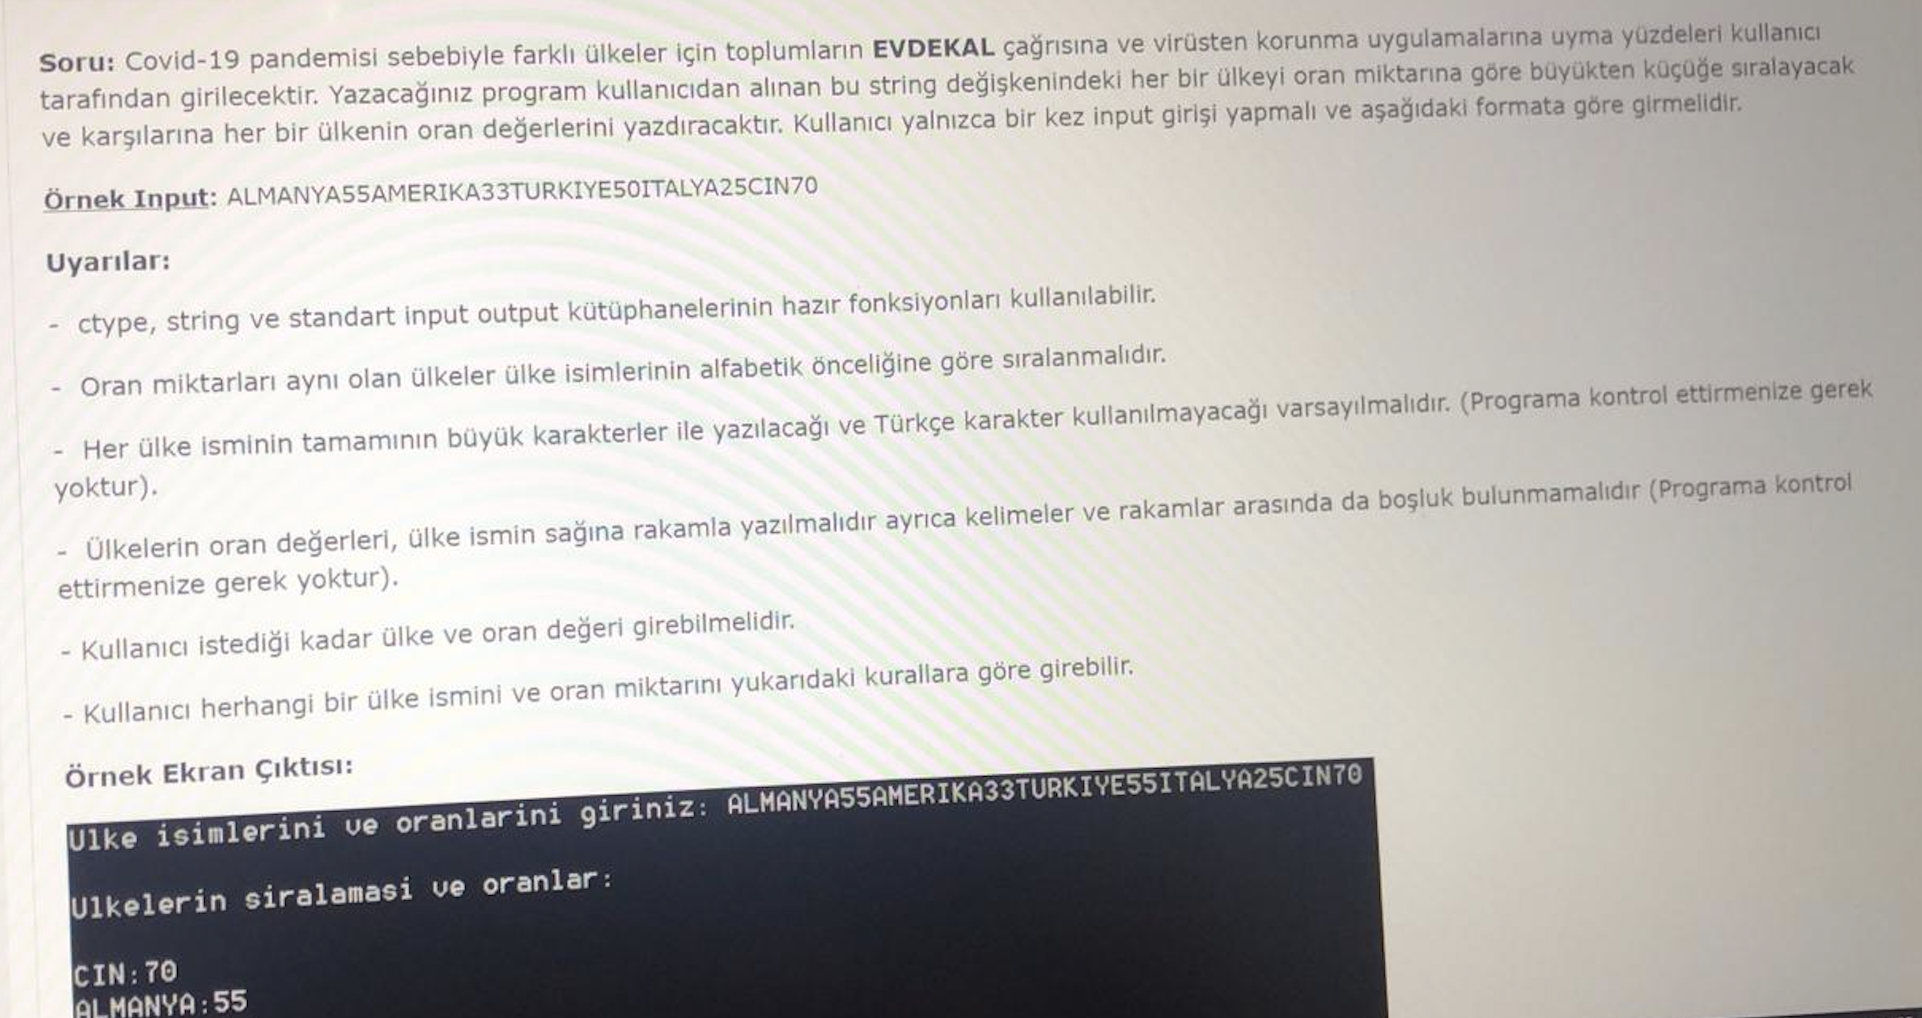 Soru: Covid-19 pandemisi sebebiyle farklı ülkeler için toplumların EVDEKAL çağrısına ve virüsten korunma uygulamalarına uyma yüzdeleri kullanıcı
tarafından girilecektir. Yazacağınız program kullanıcıdan alınan bu string değişkenindeki her bir ülkeyi oran miktarına göre büyükten küçüğe sıralayacak
ve karşılarına her bir ülkenin oran değerlerini yazdıracaktır. Kullanıcı yalnızca bir kez input girişi yapmalı ve aşağıdaki formata göre girmelidir.
Örnek Input: ALMANYA55AMERIKA33TURKIYE50ITALYA25CIN70
Uyarılar:
- ctype, string ve standart input output kütüphanelerinin hazır fonksiyonları kullanılabilir.
- Oran miktarları aynı olan ülkeler ülke isimlerinin alfabetik önceliğine göre sıralanmalıdır.
- Her ülke isminin tamamının büyük karakterler ile yazılacağı ve Türkçe karakter kullanılmayacağı varsayılmalıdır. (Programa kontrol ettirmenize gerek
yoktur).
- Ülkelerin oran değerleri, ülke ismin sağına rakamla yazılmalıdır ayrıca kelimeler ve rakamlar arasında da boşluk bulunmamalıdır (Programa kontrol
ettirmenize gerek yoktur).
- Kullanıcı istediği kadar ülke ve oran değeri girebilmelidir.
- Kullanıcı herhangi bir ülke ismini ve oran miktarını yukarıdaki kurallara göre girebilir.
Örnek Ekran Çıktısı:
Ulke isimlerini ve oranlarini giriniz: ALMANYA55AMERIKA33TURKIYE55ITALYA25CIN70
Ulkelerin siralamasi ve oranlar:
CIN:70
ALMANYA:55